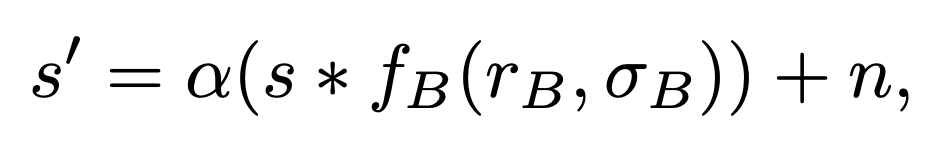 s′ = α(s ∗ f_B(r_B, σ_B)) + n,